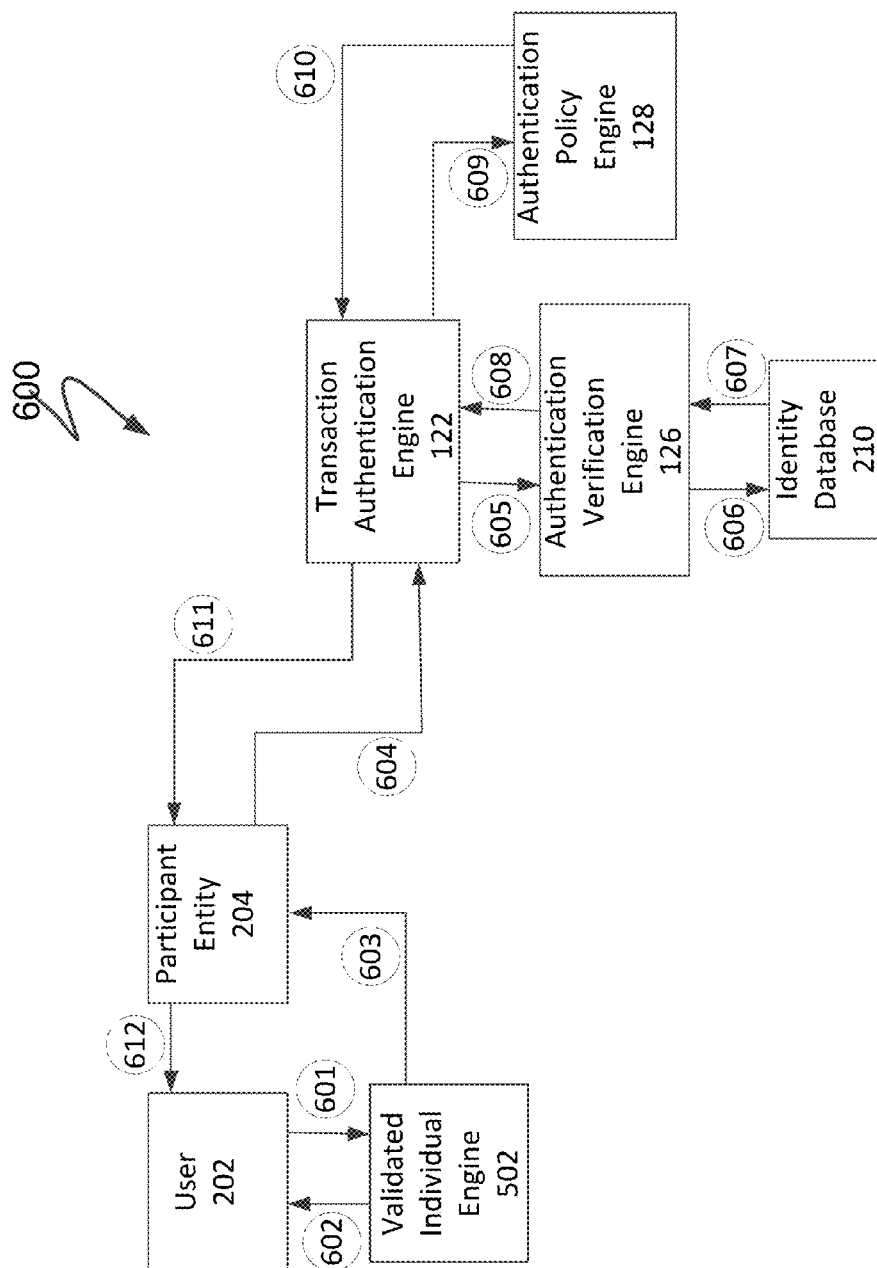 600
User
202
612
Participant
Entity
204
611
Transaction
Authentication
Engine
122
610
601
602
Validated
Individual
Engine
502
603
604
605
608
609
Authentication
Policy
Engine
128
Authentication
Verification
Engine
126
606
607
Identity
Database
210